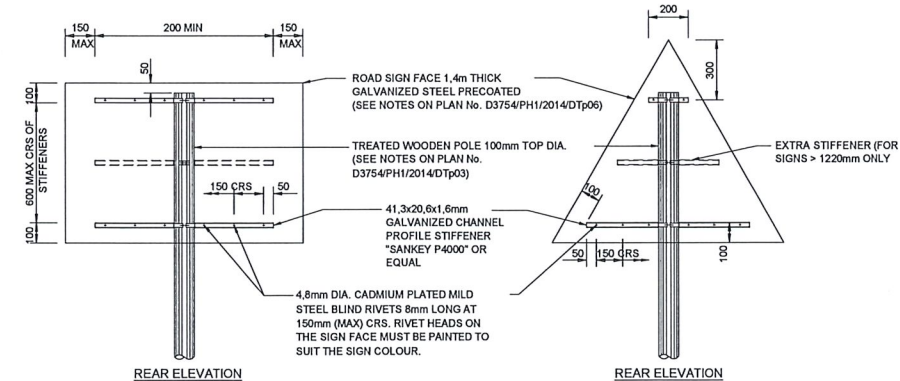 150
MAX
200 MIN
150
MAX
50
100
600 MAX CRS OF
STIFFENERS
100
150 CRS
50
REAR ELEVATION
ROAD SIGN FACE 1,4m THICK
GALVANIZED STEEL PRECOATED
(SEE NOTES ON PLAN No. D3754/PH1/2014/DTp06)
TREATED WOODEN POLE 100mm TOP DIA.
(SEE NOTES ON PLAN No.
D3754/PH1/2014/DTp03)
41,3x20,6x1,6mm
GALVANIZED CHANNEL
PROFILE STIFFENER
"SANKEY P4000" OR
EQUAL
4,8mm DIA. CADMIUM PLATED MILD
STEEL BLIND RIVETS 8mm LONG AT
150mm (MAX) CRS. RIVET HEADS ON
THE SIGN FACE MUST BE PAINTED TO
SUIT THE SIGN COLOUR.
200
300
EXTRA STIFFENER (FOR
SIGNS > 1220mm ONLY
100
50
150 CRS
100
REAR ELEVATION